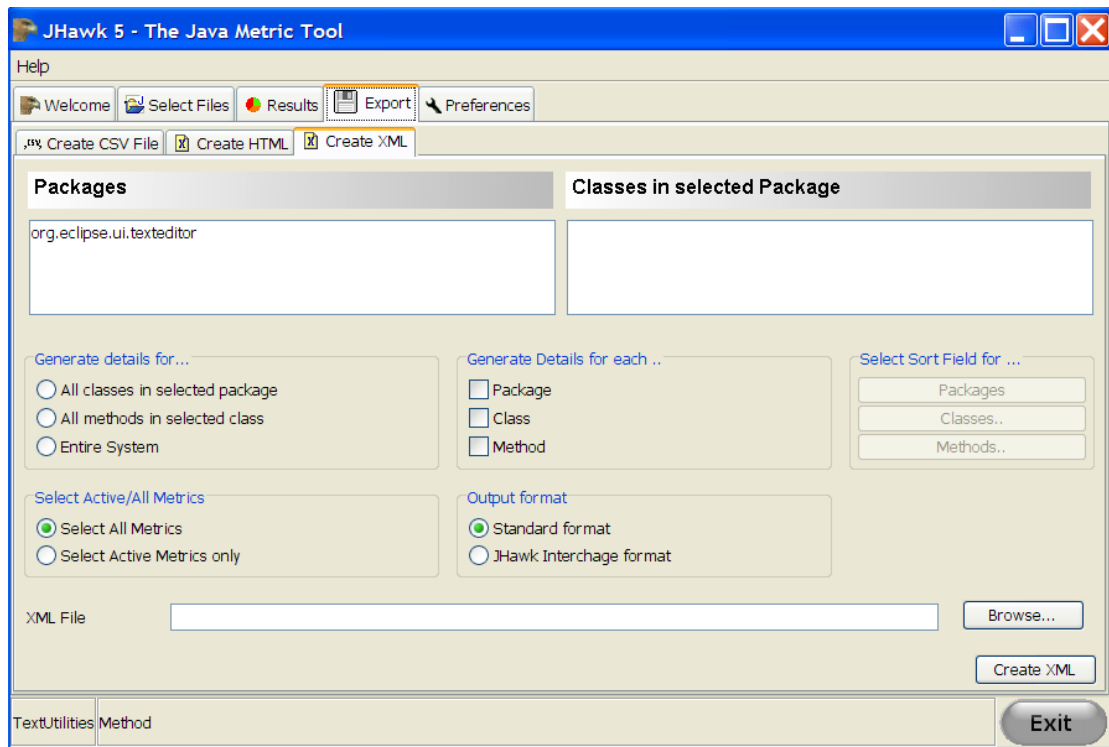 JHawk 5 - The Java Metric Tool
Help
Welcome Select Files Results Export Preferences
.csv, Create CSV File Create HTML Create XML
Packages Classes in selected Package
org.eclipse.ui.texteditor
Generate details for... Generate Details for each .. Select Sort Field for ...
All classes in selected package Package Packages
All methods in selected class Class Classes..
Entire System Method Methods..
Select Active/All Metrics Output format
Select All Metrics Standard format
Select Active Metrics only JHawk Interchage format
XML File Browse...
Create XML
TextUtilities Method Exit